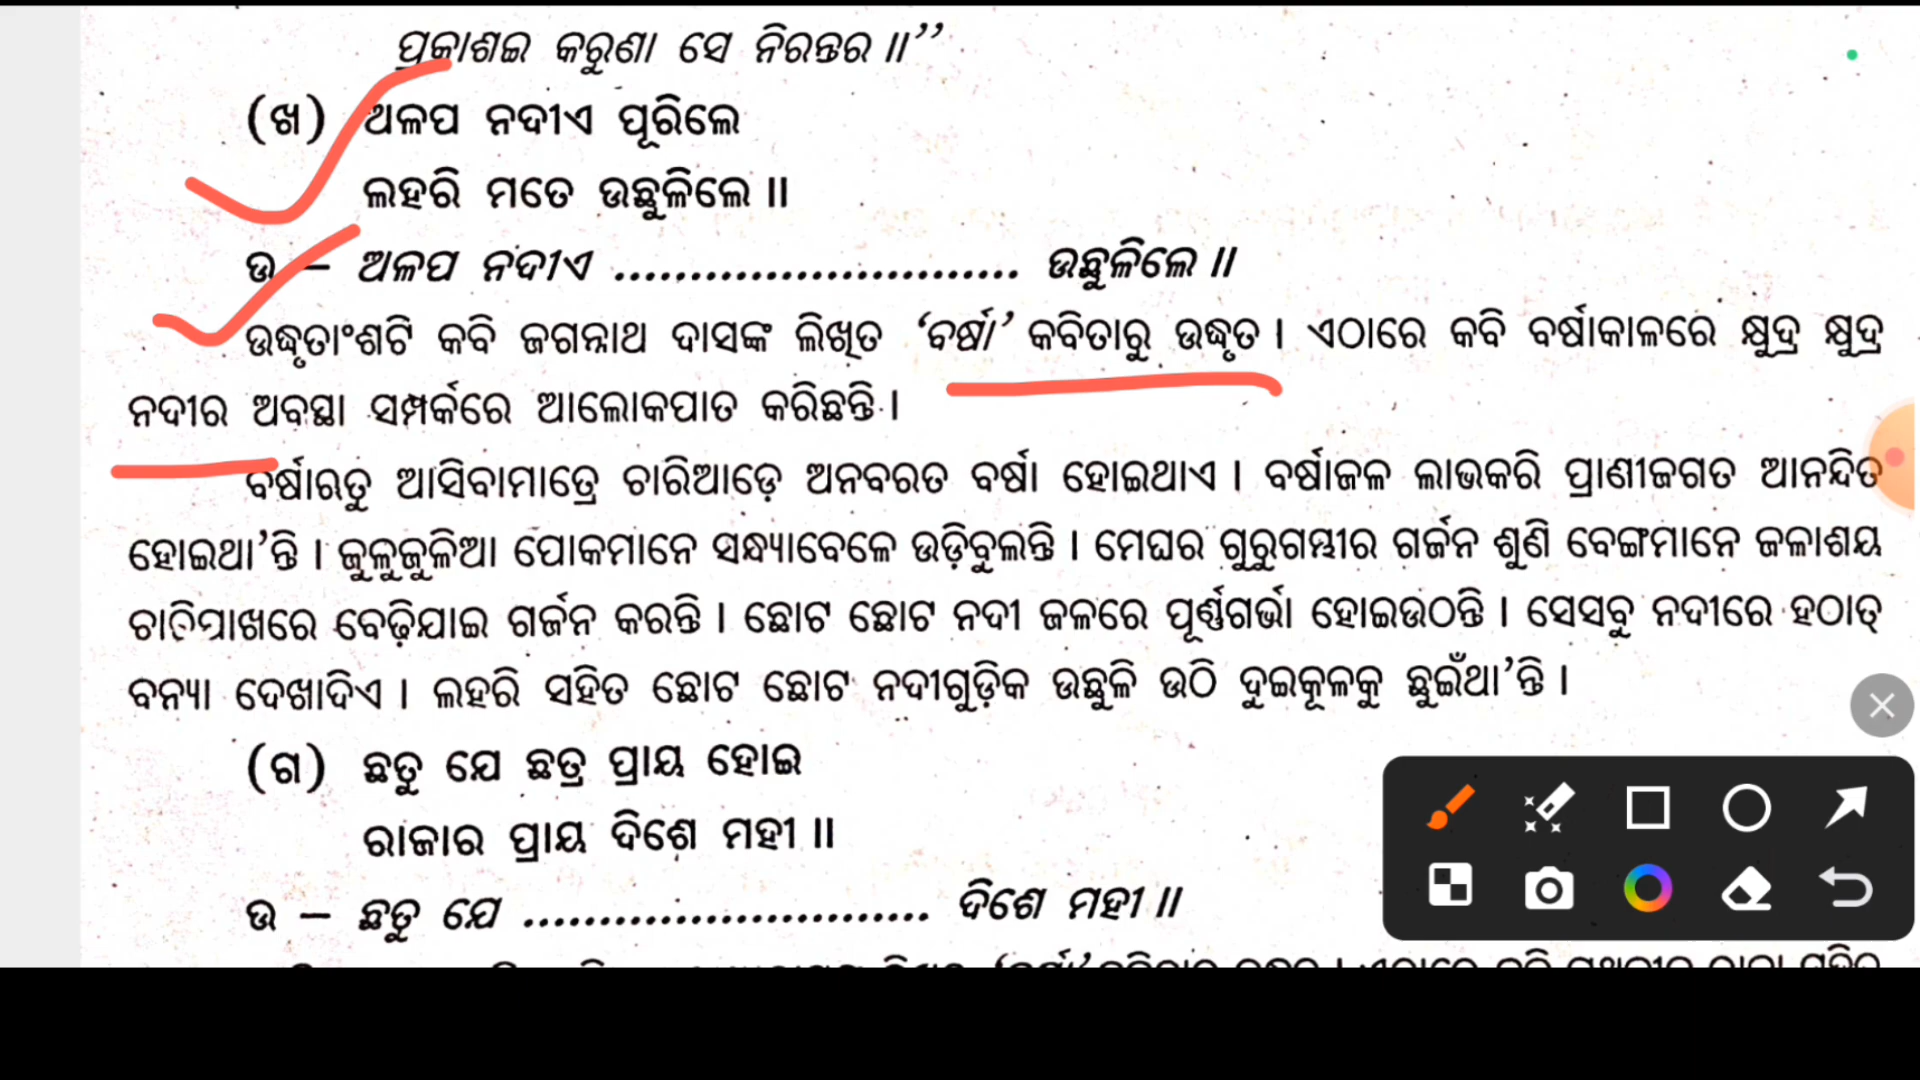 ପ୍ରକାଶଇ କରୁଣା ସେ ନିରନ୍ତର ॥’’
(ଖ) ଅଳପ ନଦୀଏ ପୂରିଲେ
ଲହରି ମତେ ଉଛୁଳିଲେ ॥
ଉ – ଅଳପ ନଦୀଏ ........................... ଉଛୁଳିଲେ ॥
ଉଦ୍ଧୃତାଂଶଟି କବି ଜଗନ୍ନାଥ ଦାସଙ୍କ ଲିଖିତ ‘ବର୍ଷା’ କବିତାରୁ ଉଦ୍ଧୃତ । ଏଠାରେ କବି ବର୍ଷାକାଳରେ କ୍ଷୁଦ୍ର କ୍ଷୁଦ୍ର
ନଦୀର ଅବସ୍ଥା ସମ୍ପର୍କରେ ଆଲୋକପାତ କରିଛନ୍ତି ।
ବର୍ଷାଋତୁ ଆସିବାମାତ୍ରେ ଚାରିଆଡ଼େ ଅନବରତ ବର୍ଷା ହୋଇଥାଏ । ବର୍ଷାଜଳ ଲାଭକରି ପ୍ରାଣୀଜଗତ ଆନନ୍ଦିତ
ହୋଇଥା’ନ୍ତି । ଜୁଳୁଜୁଳିଆ ପୋକମାନେ ସନ୍ଧ୍ୟାବେଳେ ଉଡ଼ିବୁଲନ୍ତି । ମେଘର ଗୁରୁଗମ୍ଭୀର ଗର୍ଜନ ଶୁଣି ବେଙ୍ଗମାନେ ଜଳାଶୟ
ଚାରିପାଖରେ ବେଢ଼ିଯାଇ ଗର୍ଜନ କରନ୍ତି । ଛୋଟ ଛୋଟ ନଦୀ ଜଳରେ ପୂର୍ଣ୍ଣଗର୍ଭା ହୋଇଉଠନ୍ତି । ସେସବୁ ନଦୀରେ ହଠାତ୍
ବନ୍ୟା ଦେଖାଦିଏ । ଲହରି ସହିତ ଛୋଟ ଛୋଟ ନଦୀଗୁଡ଼ିକ ଉଛୁଳି ଉଠି ଦୁଇକୂଳକୁ ଛୁଇଁଥା’ନ୍ତି ।
(ଗ) ଛତୁ ଯେ ଛତ୍ର ପ୍ରାୟ ହୋଇ
ରାଜାର ପ୍ରାୟ ଦିଶେ ମହୀ ॥
ଉ – ଛତୁ ଯେ ........................... ଦିଶେ ମହୀ ॥